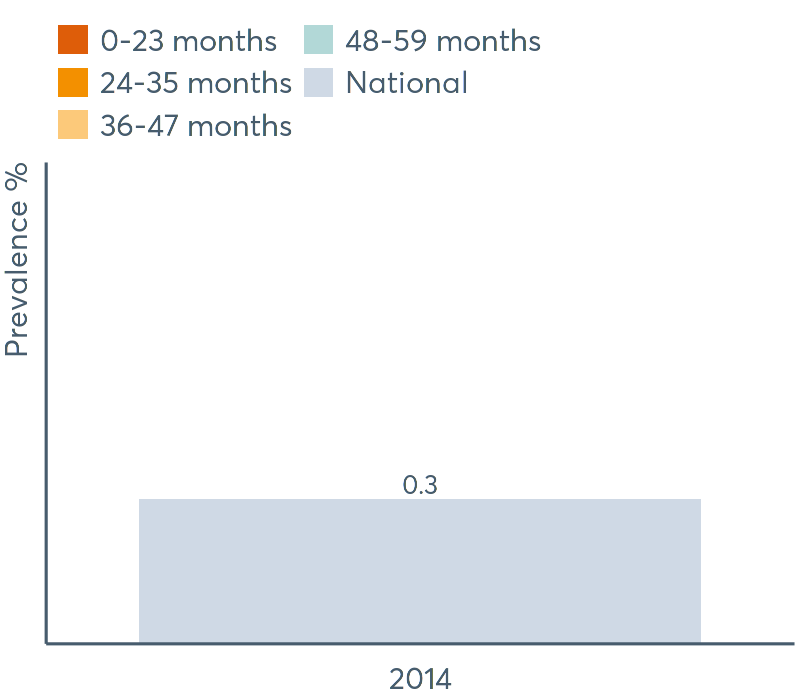 0-23 months
24-35 months
36-47 months
48-59 months
National
Prevalence %
0.3
2014